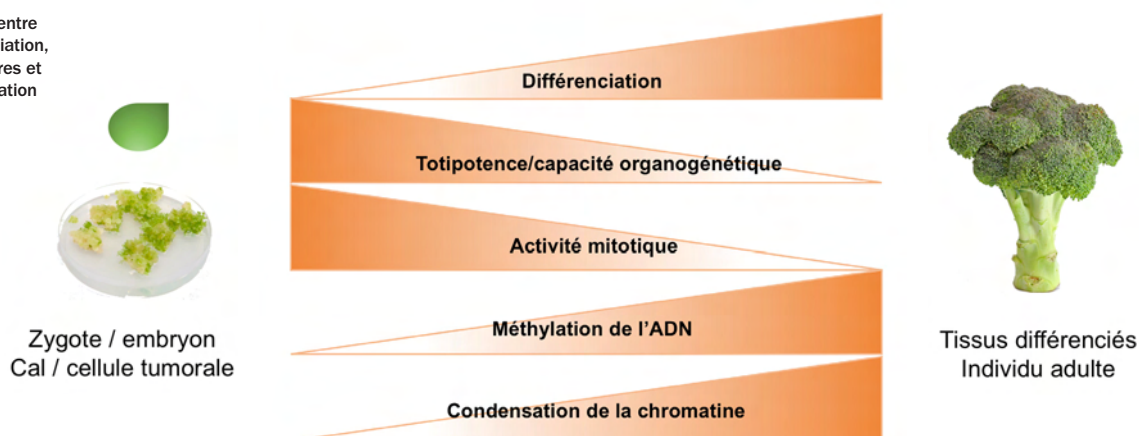 entre
iation,
res et
ation
Différenciation
Totipotence/capacité organogénétique
Activité mitotique
Méthylation de l'ADN
Condensation de la chromatine
Zygote / embryon
Cal / cellule tumorale
Tissus différenciés
Individu adulte